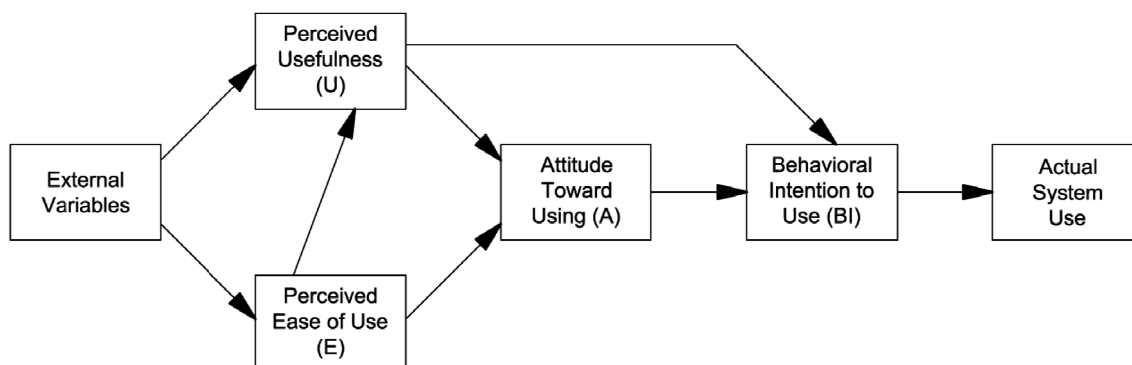 Perceived
Usefulness
(U)
External
Variables
Perceived
Ease of Use
(E)
Attitude
Toward
Using (A)
Behavioral
Intention to
Use (BI)
Actual
System
Use